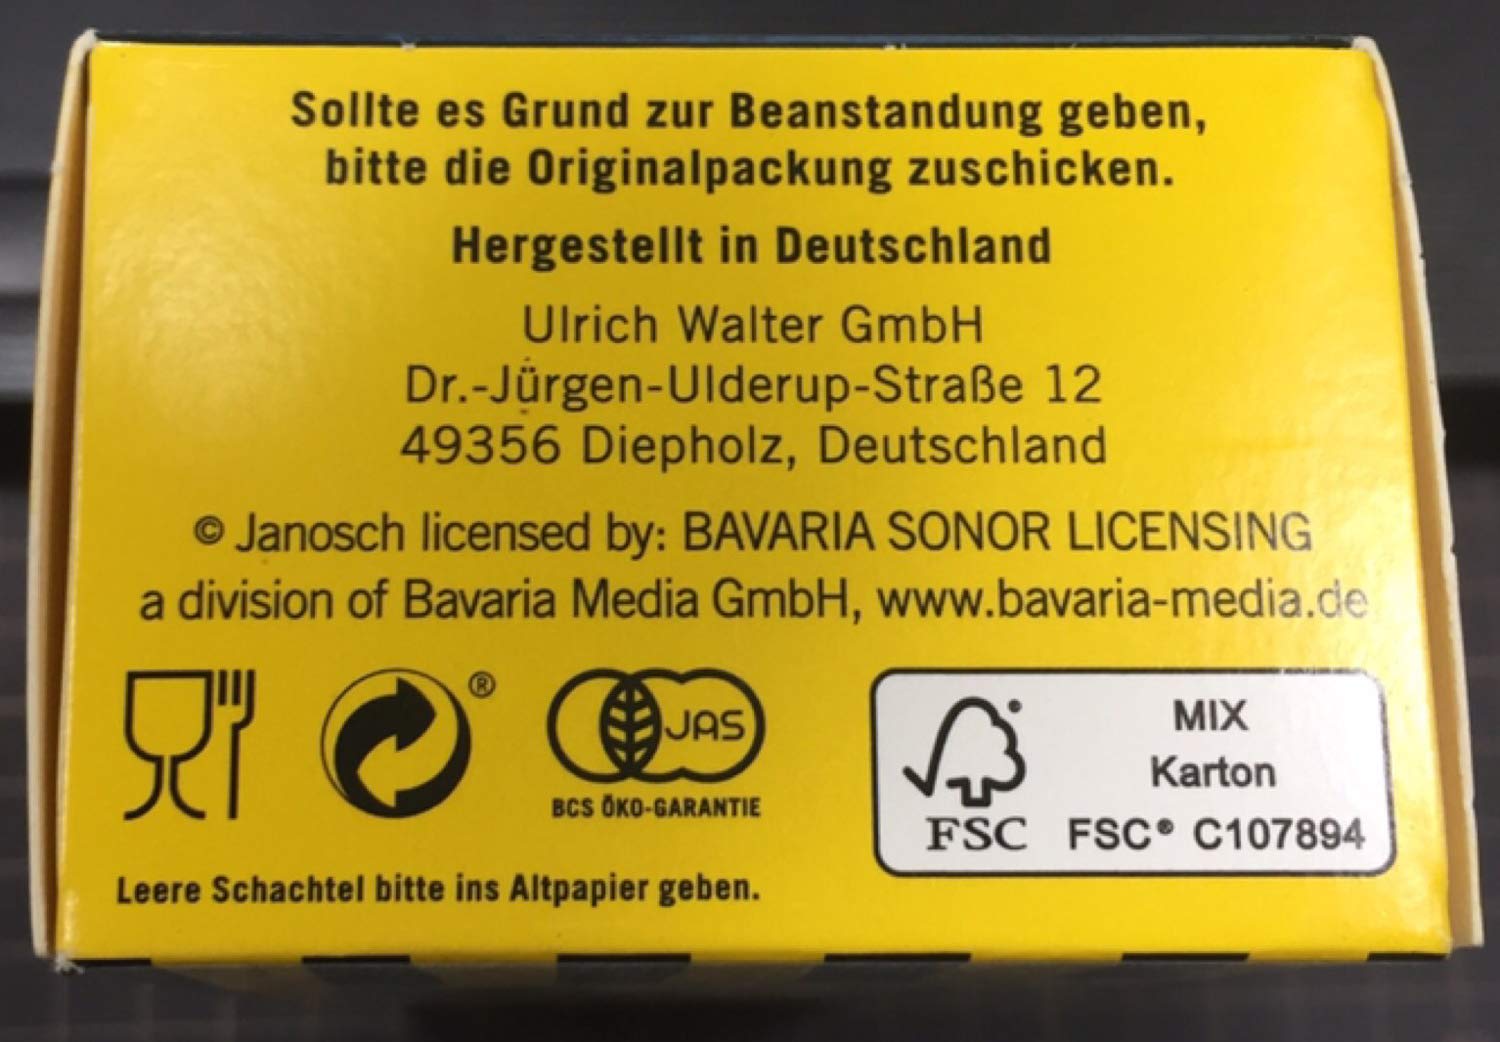 Sollte es Grund zur Beanstandung geben,
bitte die Originalpackung zuschicken.
Hergestellt in Deutschland
Ulrich Walter GmbH
Dr.-Jürgen-Ulderup-Straße 12
49356 Diepholz, Deutschland
© Janosch licensed by: BAVARIA SONOR LICENSING
a division of Bavaria Media GmbH, www.bavaria-media.de
®
JAS
BCS ÖKO-GARANTIE
MIX
Karton
FSC FSC® C107894
Leere Schachtel bitte ins Altpapier geben.